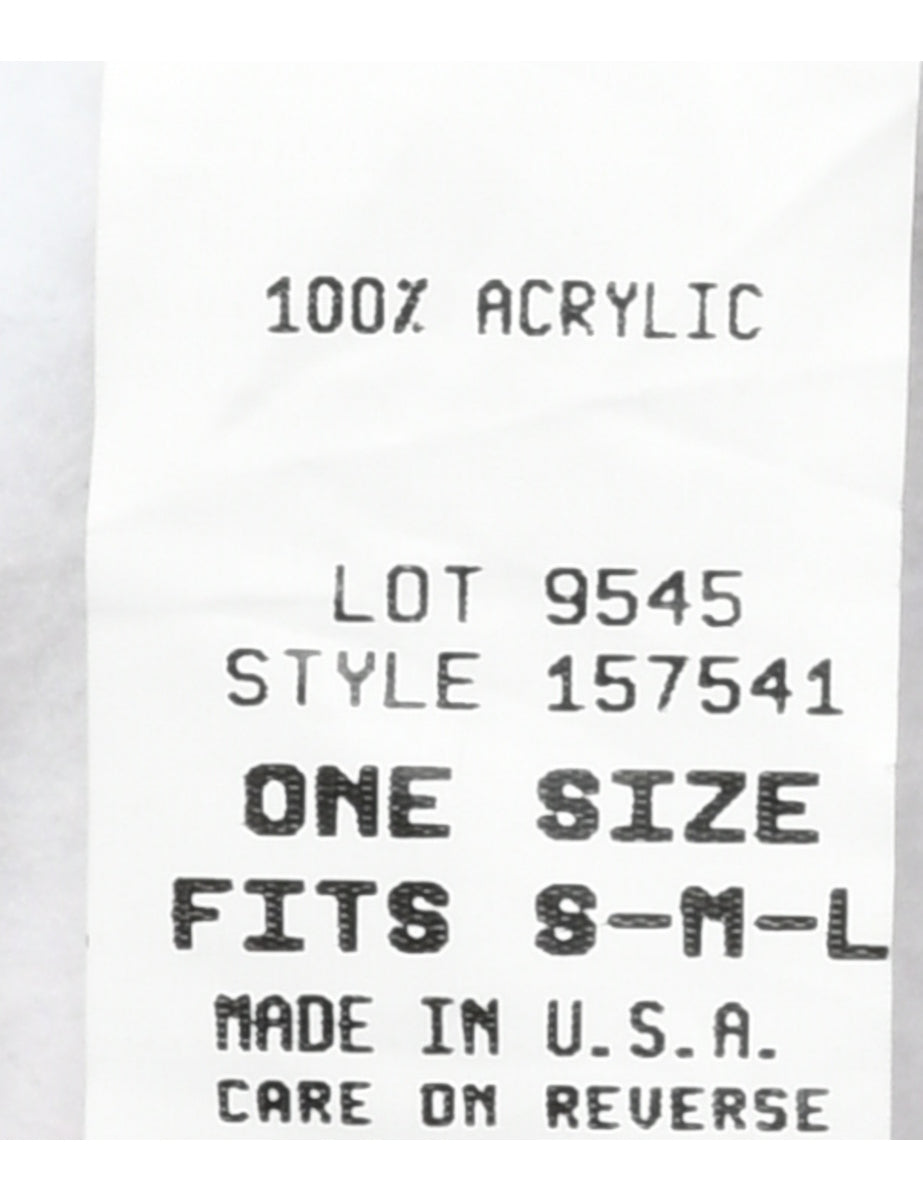 100% ACRYLIC
LOT 9545
STYLE 157541
ONE SIZE
FITS S-M-L
MADE IN U.S.A.
CARE ON REVERSE